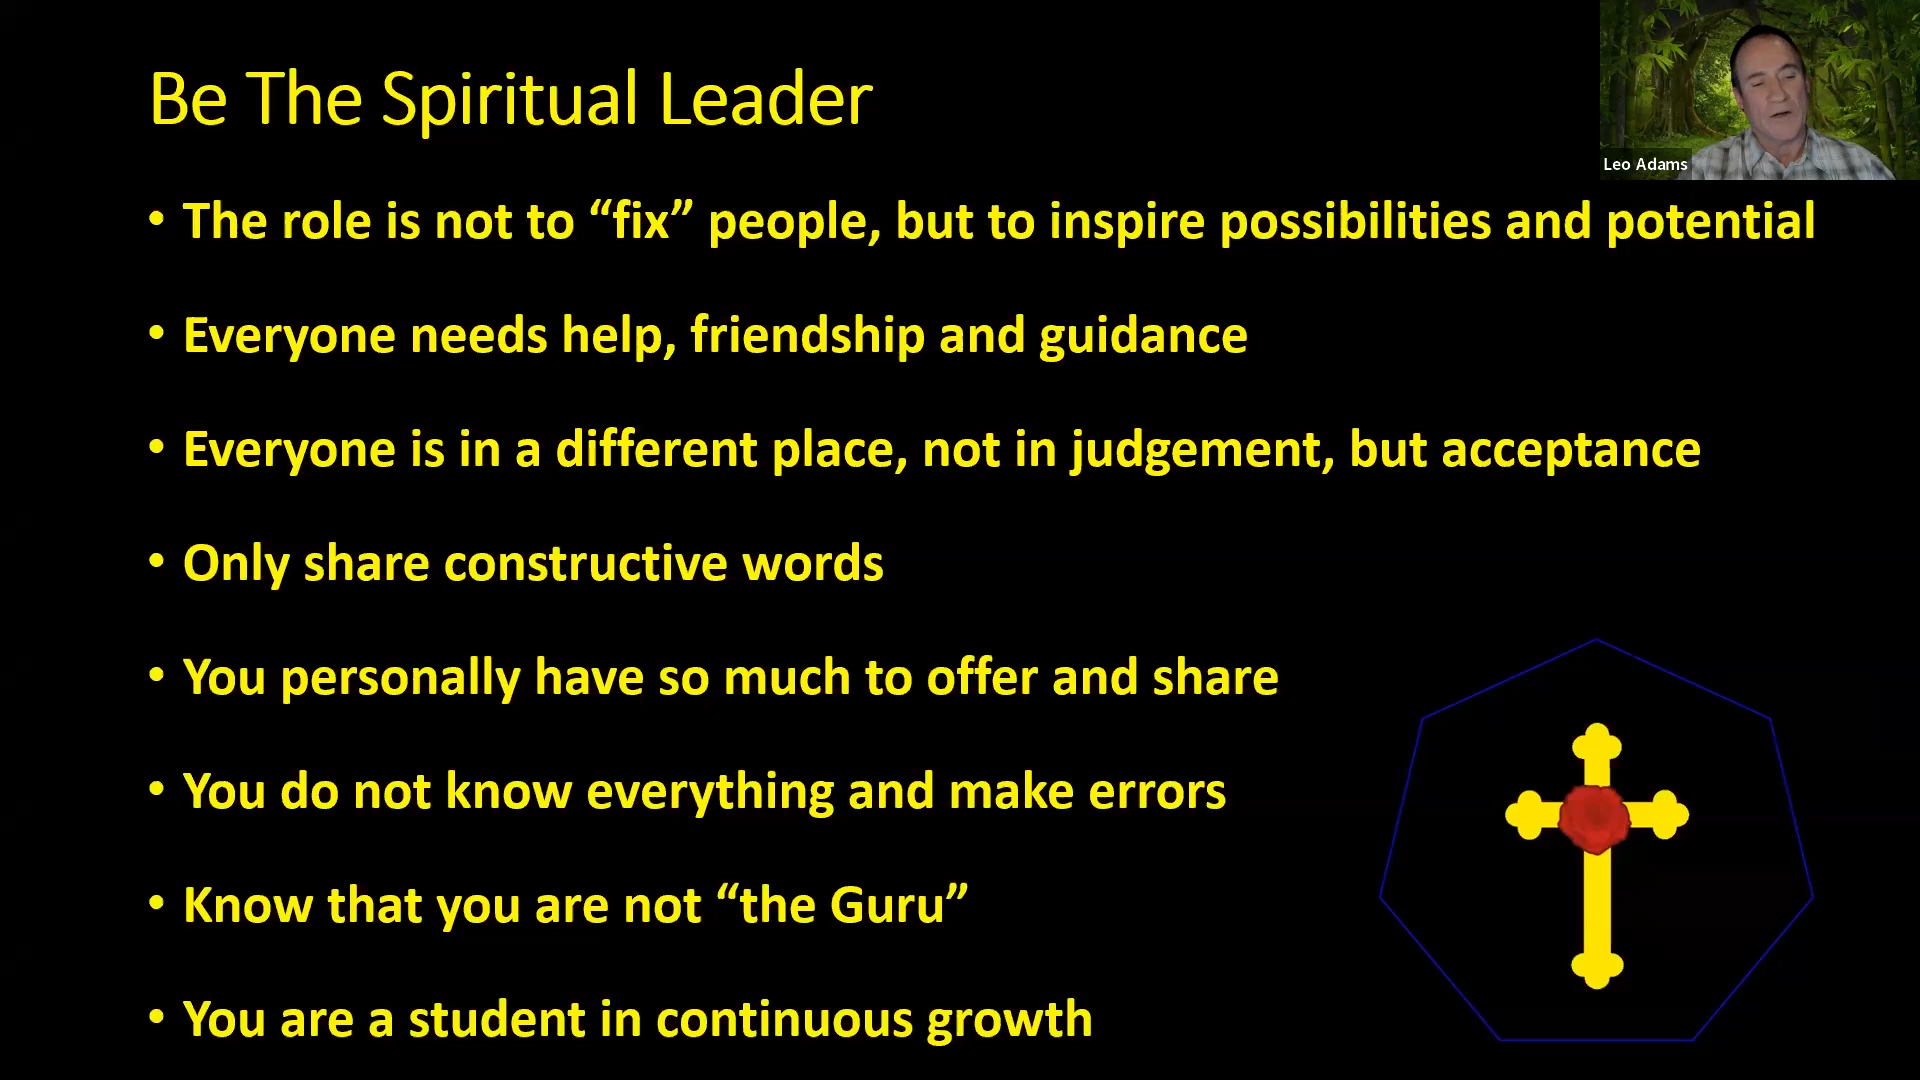 Be The Spiritual Leader
Leo Adams
• The role is not to “fix” people, but to inspire possibilities and potential
• Everyone needs help, friendship and guidance
• Everyone is in a different place, not in judgement, but acceptance
• Only share constructive words
• You personally have so much to offer and share
• You do not know everything and make errors
• Know that you are not “the Guru”
• You are a student in continuous growth